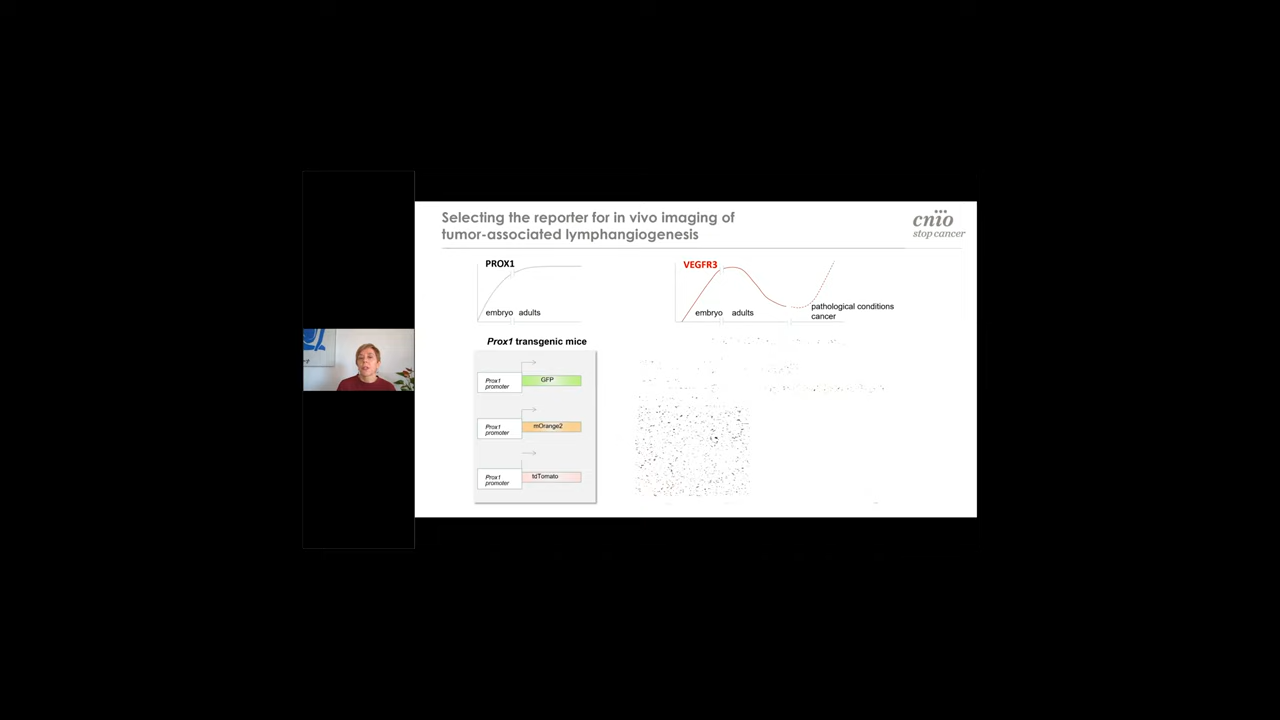 Selecting the reporter for in vivo imaging of
tumor-associated lymphangiogenesis
cnio
stop cancer
PROX1
embryo adults
VEGFR3
embryo adults
pathological conditions
cancer
Prox1 transgenic mice
Prox1
promoter
GFP
Prox1
promoter
mOrange2
Prox1
promoter
tdTomato